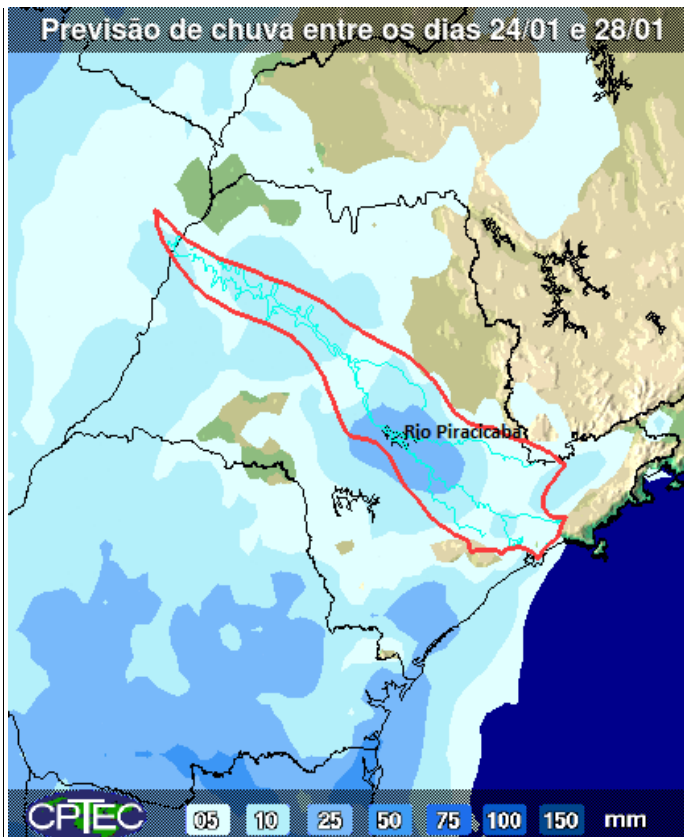 Previsão de chuva entre os dias 24/01 e 28/01
Rio Piracicaba
CPTEC 05 10 25 50 75 100 150 mm